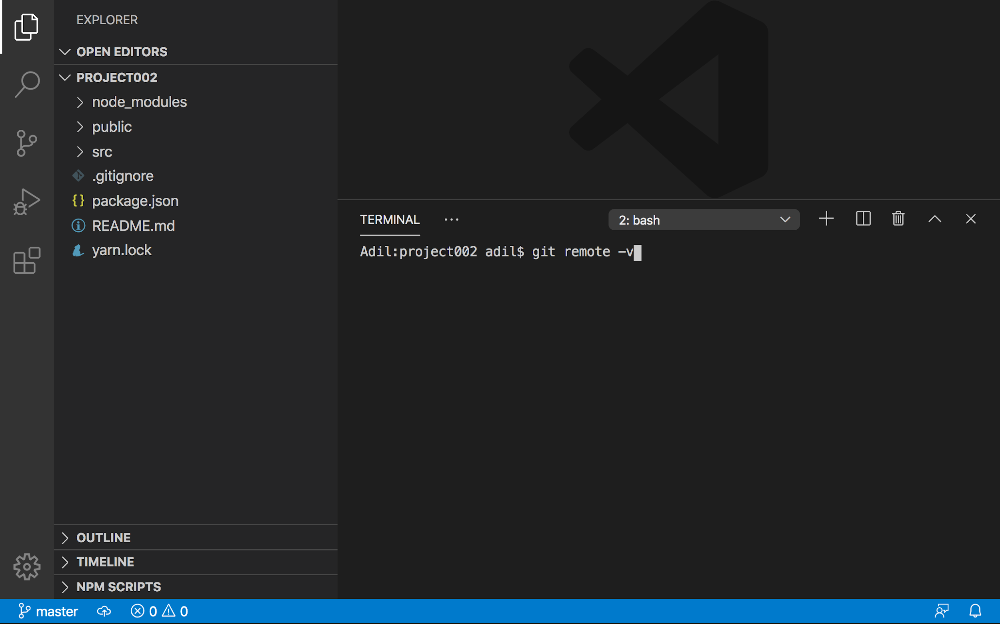 EXPLORER
OPEN EDITORS
PROJECT002
node_modules
public
src
.gitignore
package.json
README.md
yarn.lock
OUTLINE
TIMELINE
NPM SCRIPTS
TERMINAL ···
2: bash
Adil:project002 adil$ git remote -v
master 0 0